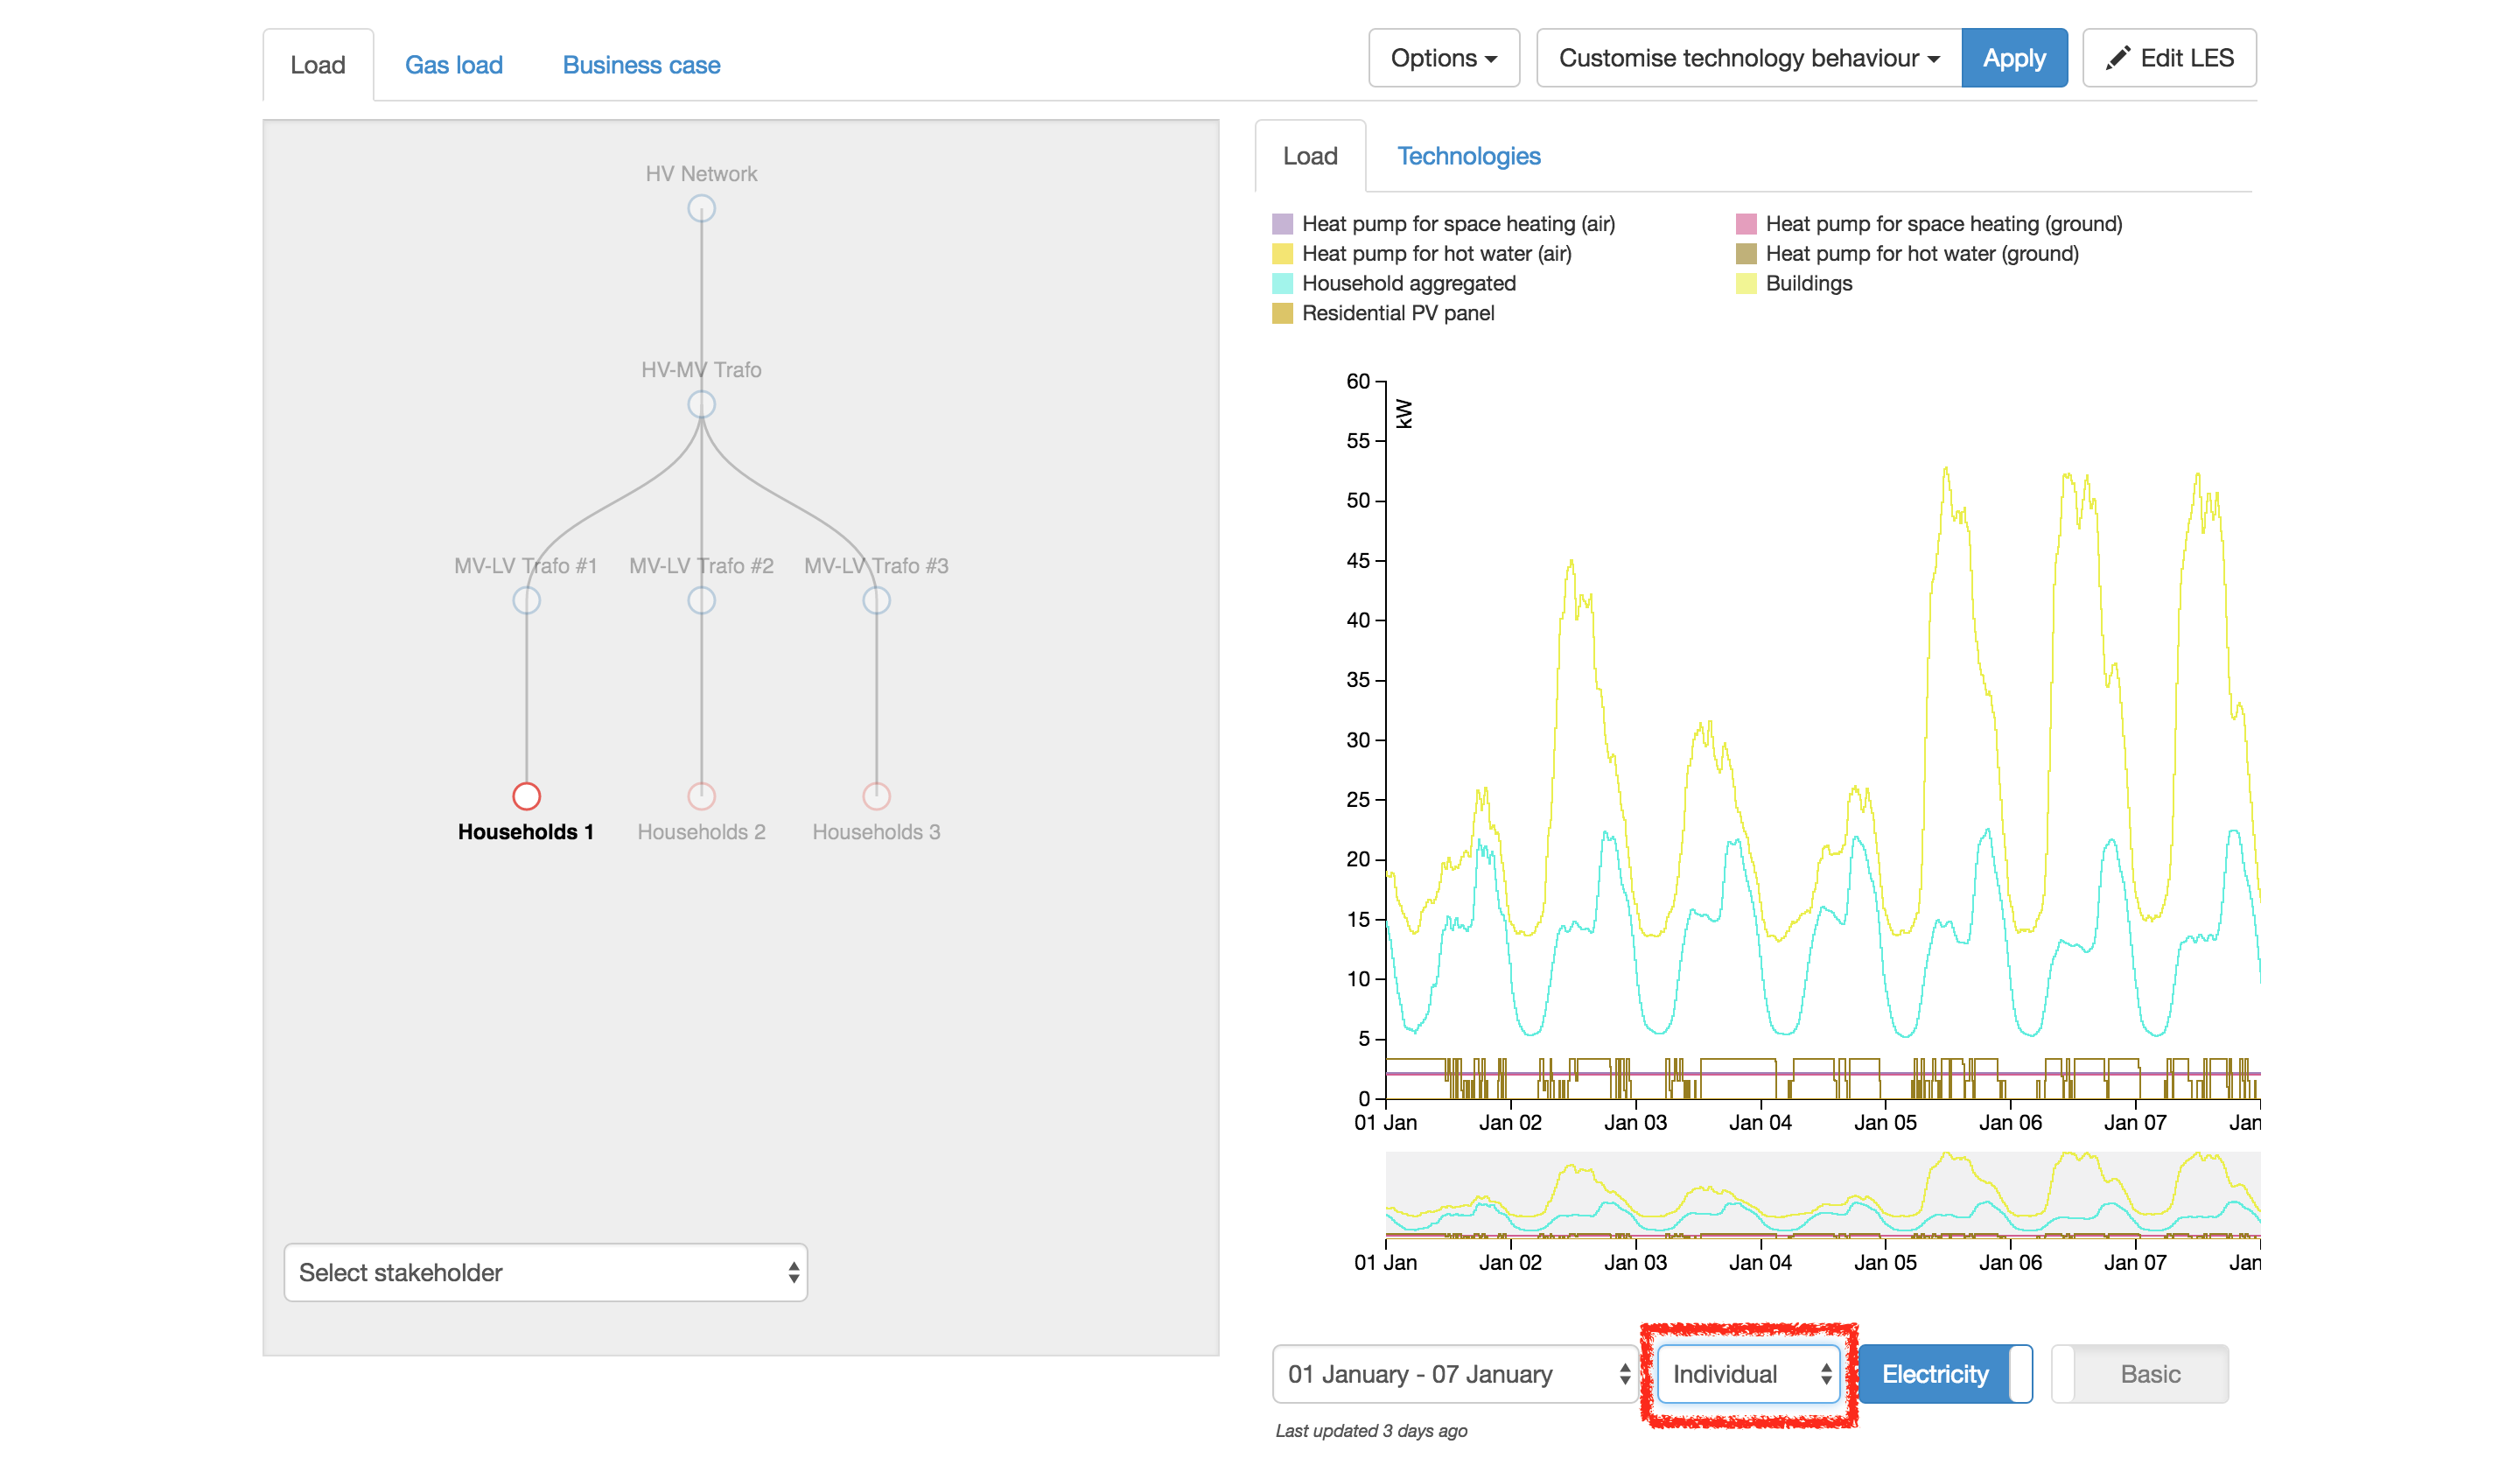 Load Gas load Business case Options Customise technology behaviour Apply Edit LES
HV Network
HV-MV Trafo
MV-LV Trafo #1 MV-LV Trafo #2 MV-LV Trafo #3
Households 1 Households 2 Households 3
Select stakeholder
Load Technologies
Heat pump for space heating (air) Heat pump for space heating (ground)
Heat pump for hot water (air) Heat pump for hot water (ground)
Household aggregated Buildings
Residential PV panel
kW
60
55
50
45
40
35
30
25
20
15
10
5
0
01 Jan Jan 02 Jan 03 Jan 04 Jan 05 Jan 06 Jan 07 Jan
01 Jan Jan 02 Jan 03 Jan 04 Jan 05 Jan 06 Jan 07 Jan
01 January - 07 January Individual Electricity Basic
Last updated 3 days ago